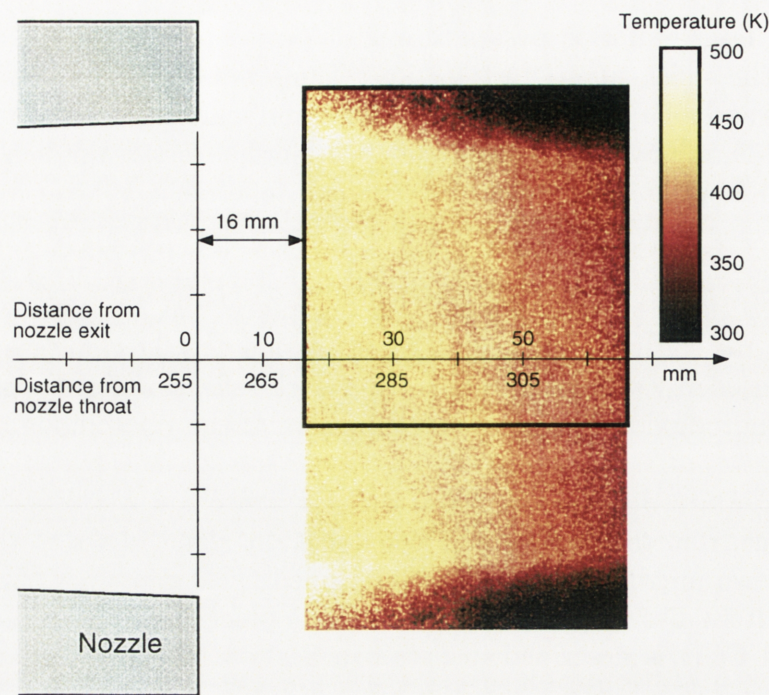 Temperature (K)
500
450
400
350
300
16 mm
Distance from
nozzle exit
0
10
30
50
Distance from
nozzle throat
255
265
285
305
mm
Nozzle